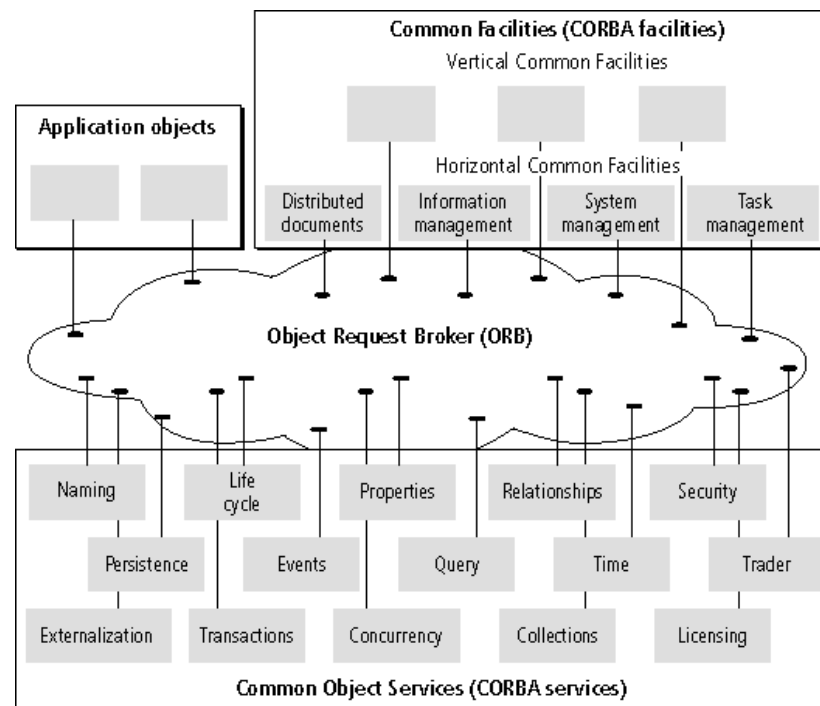 Common Facilities (CORBA facilities)
Vertical Common Facilities
Application objects
Horizontal Common Facilities
Distributed
documents
Information
management
System
management
Task
management
Object Request Broker (ORB)
Naming
Life
cycle
Properties
Relationships
Security
Persistence
Events
Query
Time
Trader
Externalization
Transactions
Concurrency
Collections
Licensing
Common Object Services (CORBA services)